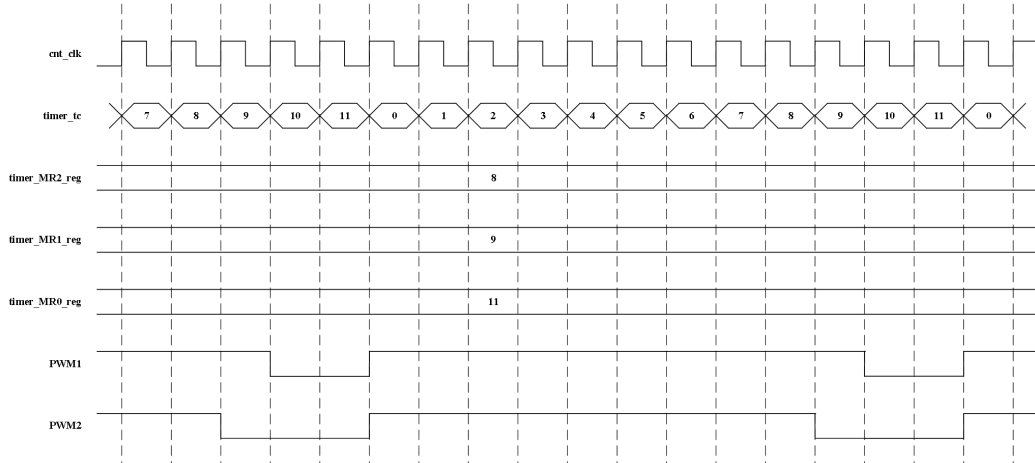 cnt_clk
timer_tc 7 8 9 10 11 0 1 2 3 4 5 6 7 8 9 10 11 0
timer_MR2_reg 8
timer_MR1_reg 9
timer_MR0_reg 11
PWM1
PWM2